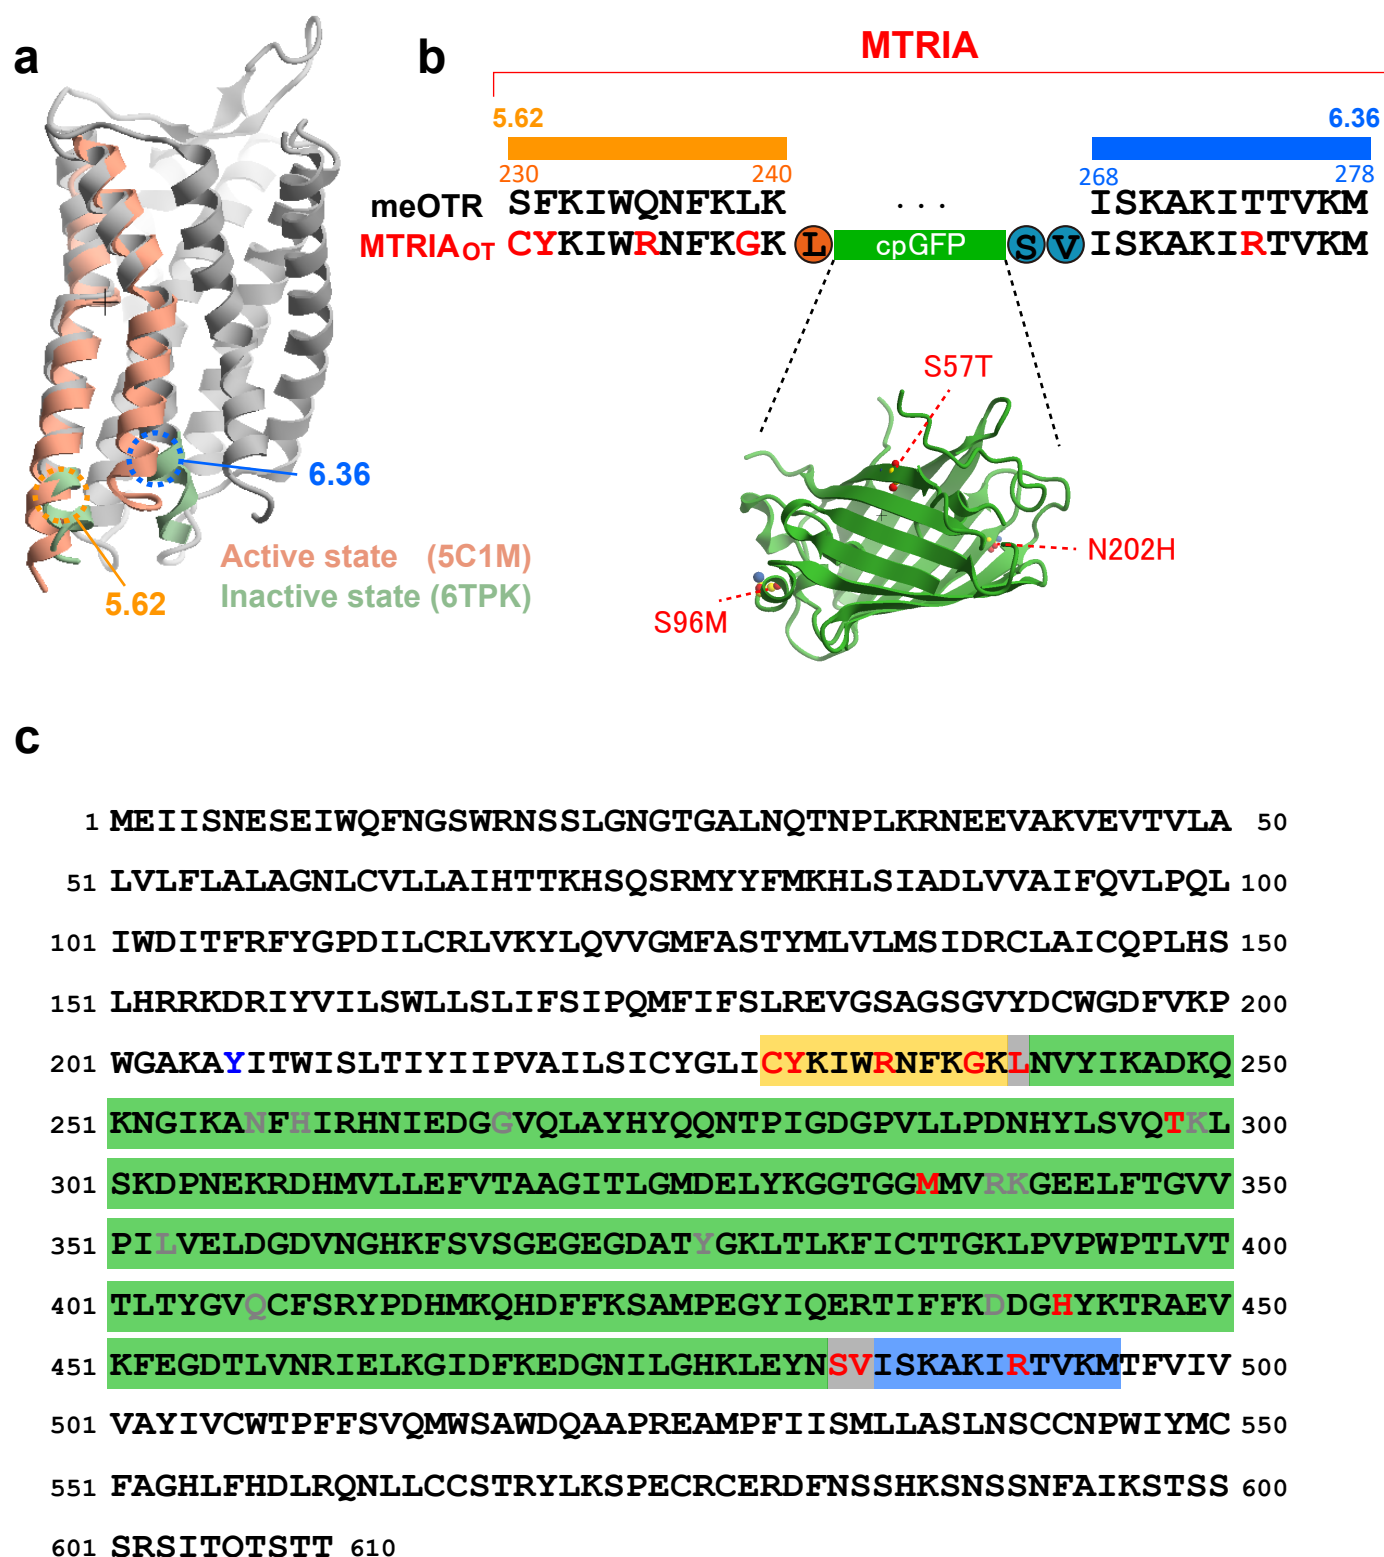 a
b
MTRIA
5.62
6.36
230
240
268
278
meOTR SFKIWQNFKLK ... ISKAKITTVKM
MTRIAOT CYKIWRNFKGK L cpGFP S V ISKAKIRTVKM
6.36
5.62
Active state (5C1M)
Inactive state (6TPK)
S57T
N202H
S96M
c
1 MEIISNESEIWQFNGSWRNSSLGNGTGALNQTNPLKRNEEVAKVEVTVLA 50
51 LVLFLALAGNLCVLLAIHTTKHSQSRMYYFMKHLSIADLVVAIFQVLPQL 100
101 IWDITFRFYGPDILCRLVKYLQVVGMFASTYMLVLMSIDRCLAICQPLHS 150
151 LHRRKDRIYVILSWLLSLIFSIPQMFIFSLREVGSAGSGVYDCWGDFVKP 200
201 WGAKAYITWISLTIYIIPVAILSICYGLICYKIWRNFKGKLNVYIKADKQ 250
251 KNGIKANFHIRHNIEDGGVQLAYHYQQNTPIGDGPVLLPDNHYLSVQTKL 300
301 SKDPNEKRDHMVLLEFVTAAGITLGMDELYKGGTGGMMVRKGEELFTGVV 350
351 PILVELDGDVNGHKFSVSGEGEGDATYGKLTLKFICTTGKLPVPWPTLVT 400
401 TLTYGVQCFSRYPDHMKQHDFFKSAMPEGYIQERTIFFKDDGHYKTRAEV 450
451 KFEGDTLVNRIELKGIDFKEDGNILGHKLEYNSVISKAKIRTVKMTFVIV 500
501 VAYIVCWTPFFSVQMWSAWDQAAPREAMPFIISMLLASLNSCCNPWIYMC 550
551 FAGHLFHDLRQNLLCCSTRYLKSPECRCERDFNSSHKSNSSNFAIKSTSS 600
601 SRSITOTSTT 610